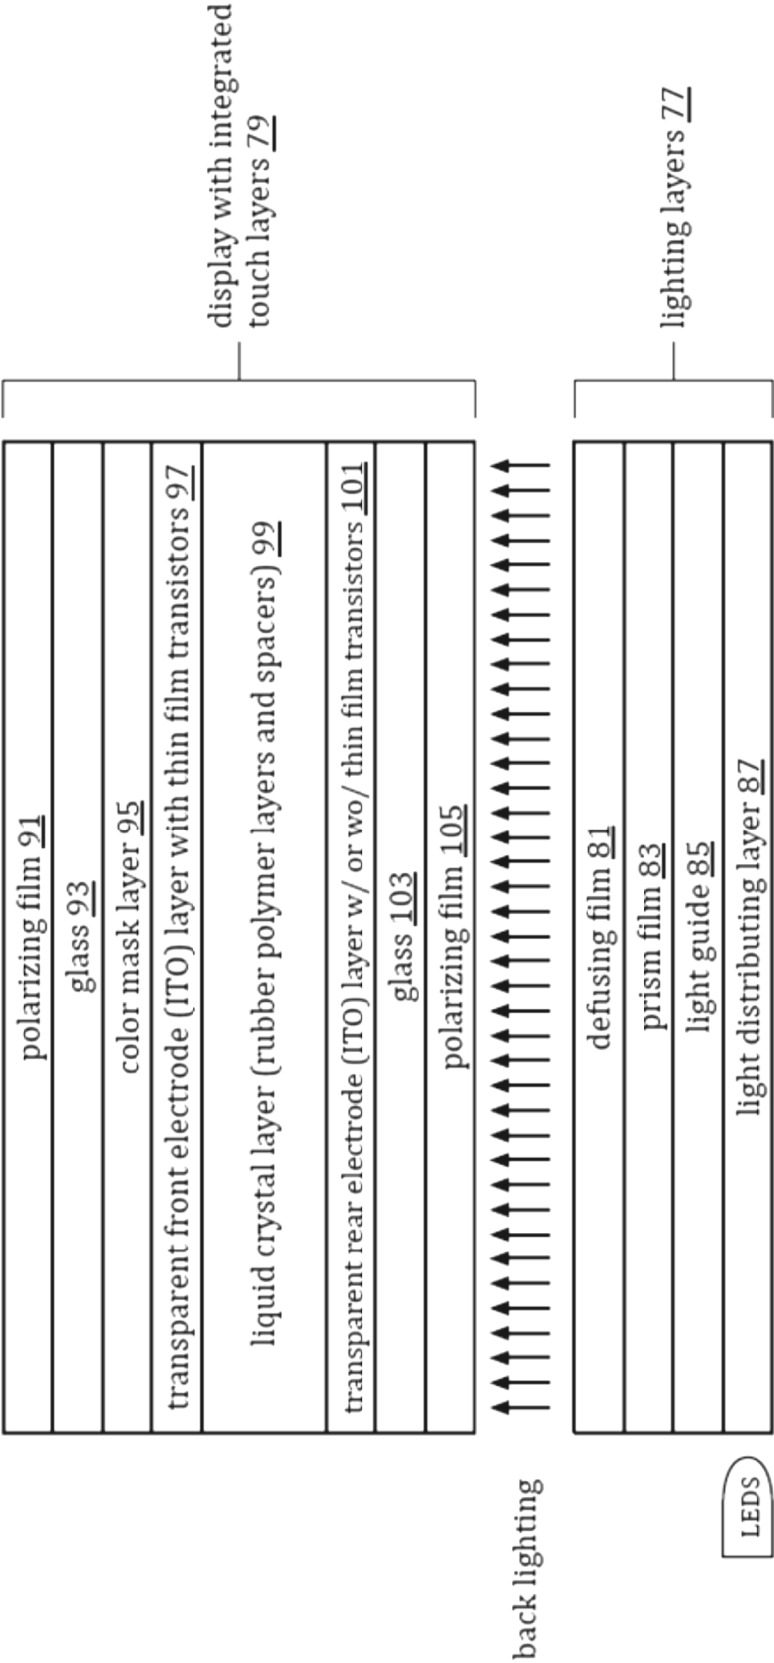 polarizing film 91
glass 93
color mask layer 95
transparent front electrode (ITO) layer with thin film transistors 97
liquid crystal layer (rubber polymer layers and spacers) 99
transparent rear electrode (ITO) layer w/ or wo/ thin film transistors 101
glass 103
polarizing film 105
display with integrated
touch layers 79
back lighting
defusing film 81
prism film 83
light guide 85
light distributing layer 87
lighting layers 77
LEDS